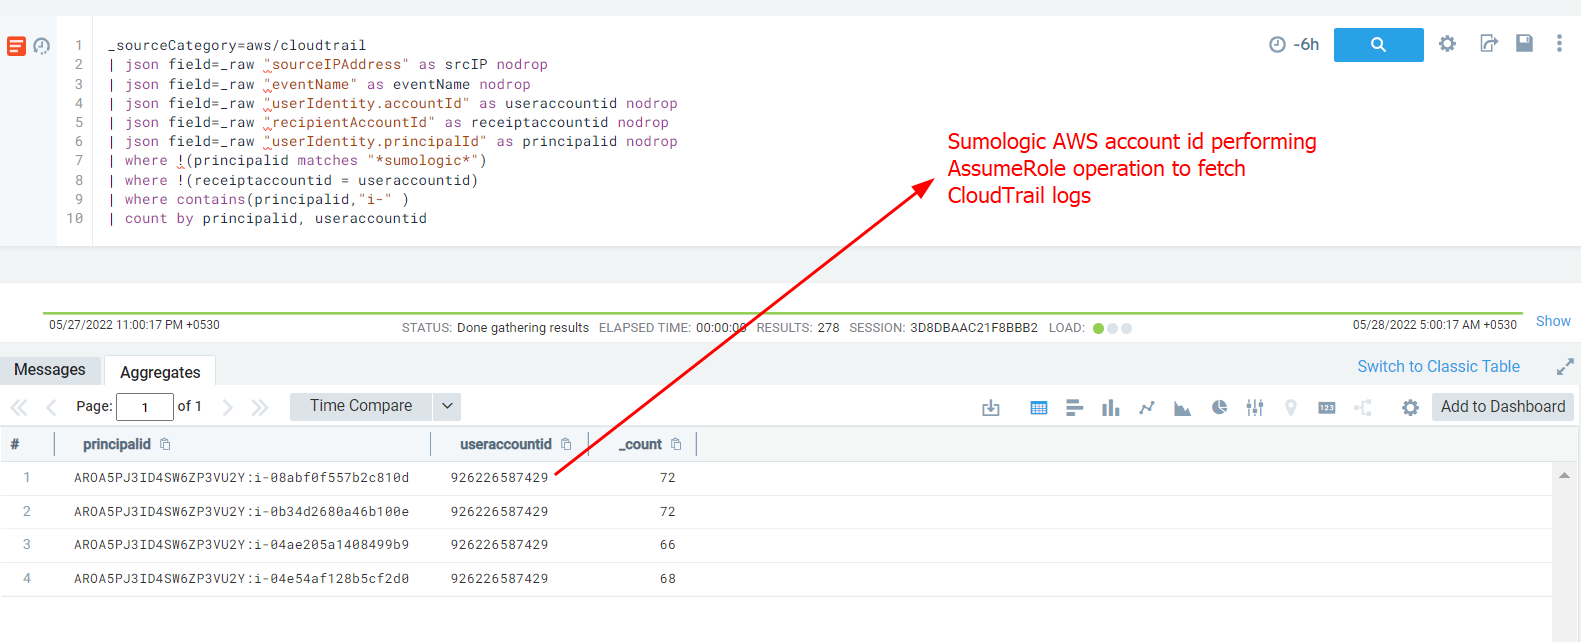 1 _sourceCategory=aws/cloudtrail
2 | json field=_raw "sourceIPAddress" as srcIP nodrop
3 | json field=_raw "eventName" as eventName nodrop
4 | json field=_raw "userIdentity.accountId" as useraccountid nodrop
5 | json field=_raw "recipientAccountId" as receiptaccountid nodrop
6 | json field=_raw "userIdentity.principalId" as principalid nodrop
7 | where !(principalid matches "*sumologic*")
8 | where !(receiptaccountid = useraccountid)
9 | where contains(principalid,"i-" )
10 | count by principalid, useraccountid
-6h
Sumologic AWS account id performing
AssumeRole operation to fetch
CloudTrail logs
05/27/2022 11:00:17 PM +0530
STATUS: Done gathering results ELAPSED TIME: 00:00:00 RESULTS: 278 SESSION: 3D8DBAAC21F8BBB2 LOAD:
05/28/2022 5:00:17 AM +0530
Show
Messages
Aggregates
Switch to Classic Table
Page: 1 of 1
Time Compare
123
Add to Dashboard
# principalid useraccountid _count
1 AROA5PJ3ID4SW6ZP3VU2Y:i-08abf0f557b2c810d 926226587429 72
2 AROA5PJ3ID4SW6ZP3VU2Y:i-0b34d2680a46b100e 926226587429 72
3 AROA5PJ3ID4SW6ZP3VU2Y:i-04ae205a1408499b9 926226587429 66
4 AROA5PJ3ID4SW6ZP3VU2Y:i-04e54af128b5cf2d0 926226587429 68